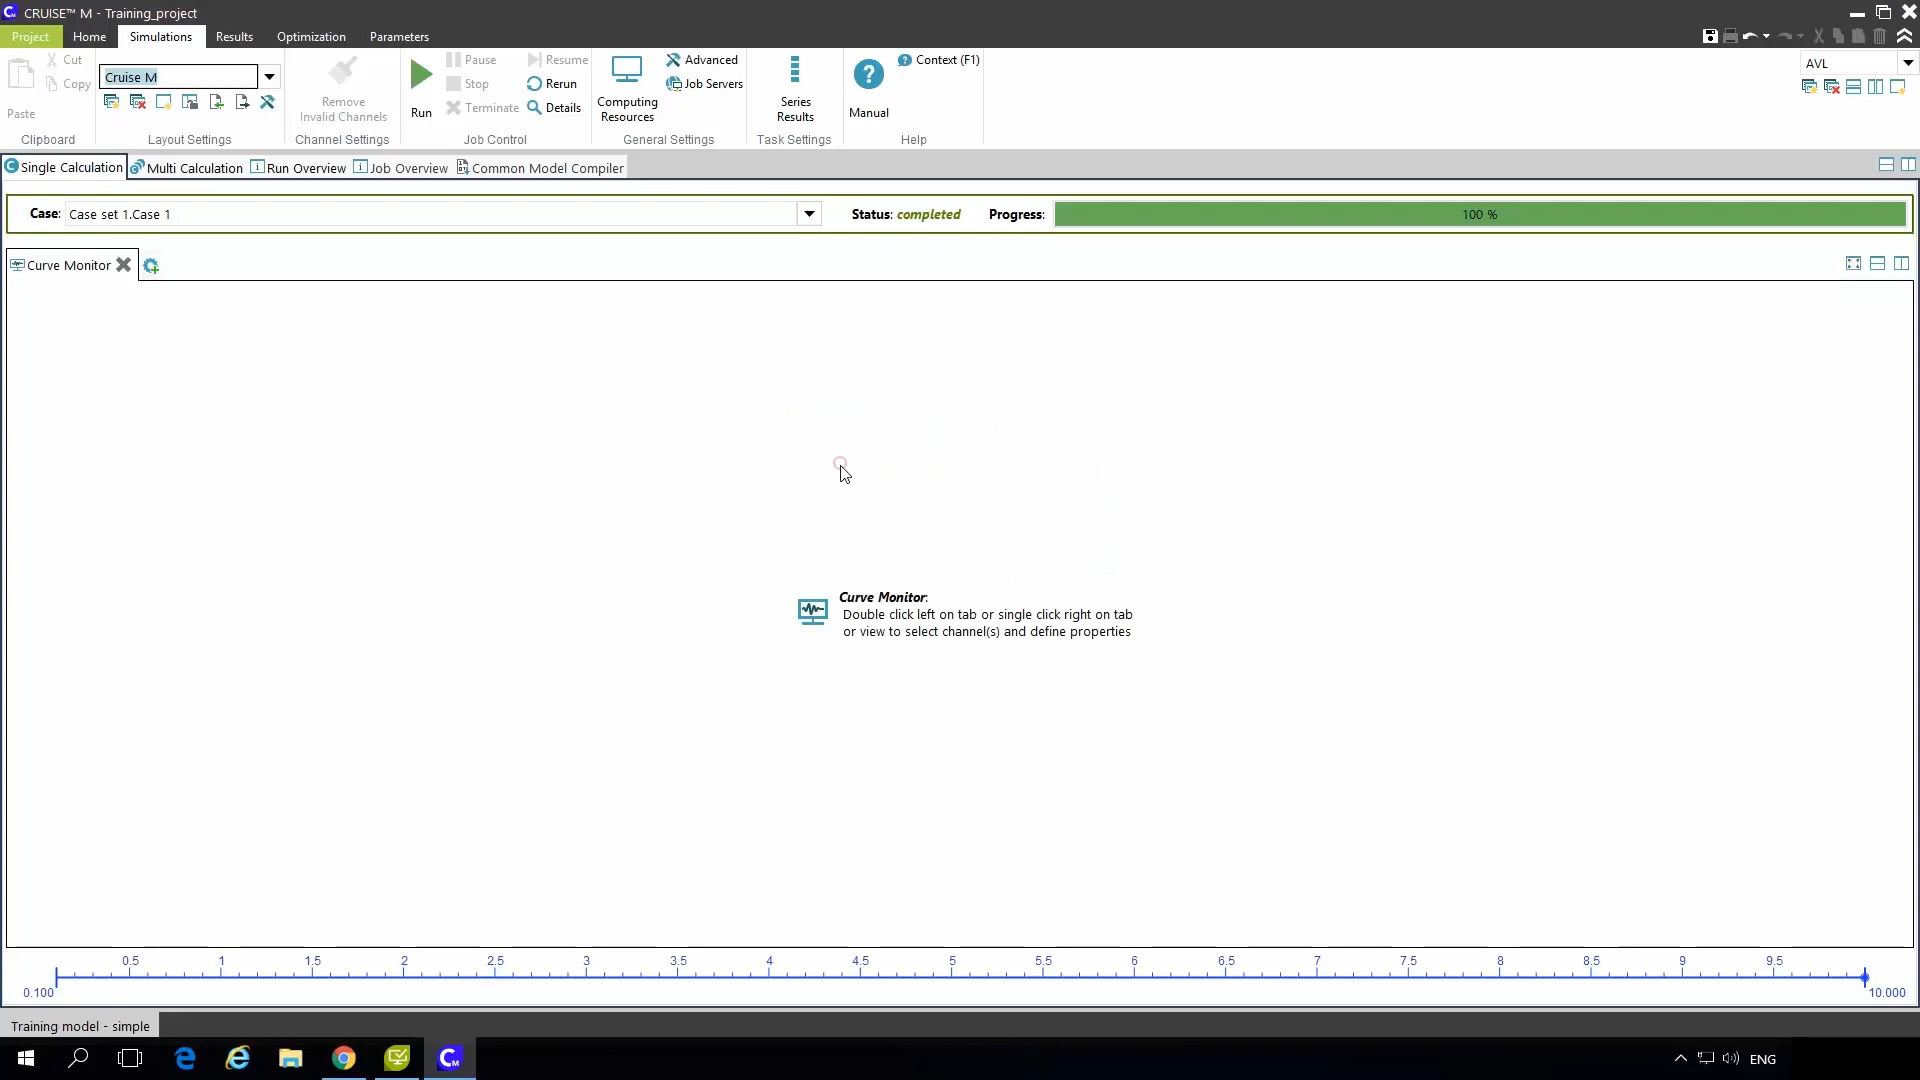 CRUISE™ M - Training_project
Project Home Simulations Results Optimization Parameters
Cut
Copy
Paste
Clipboard
Cruise M
Layout Settings
Remove
Invalid Channels
Channel Settings
Run
Pause
Stop
Terminate
Resume
Rerun
Details
Job Control
Computing
Resources
Advanced
Job Servers
General Settings
Series
Results
Task Settings
Manual
Context (F1)
Help
AVL
Single Calculation Multi Calculation Run Overview Job Overview Common Model Compiler
Case: Case set 1.Case 1 Status: completed Progress: 100 %
Curve Monitor
Curve Monitor:
Double click left on tab or single click right on tab
or view to select channel(s) and define properties
0.5 1 1.5 2 2.5 3 3.5 4 4.5 5 5.5 6 6.5 7 7.5 8 8.5 9 9.5
0.100 10.000
Training model - simple
ENG